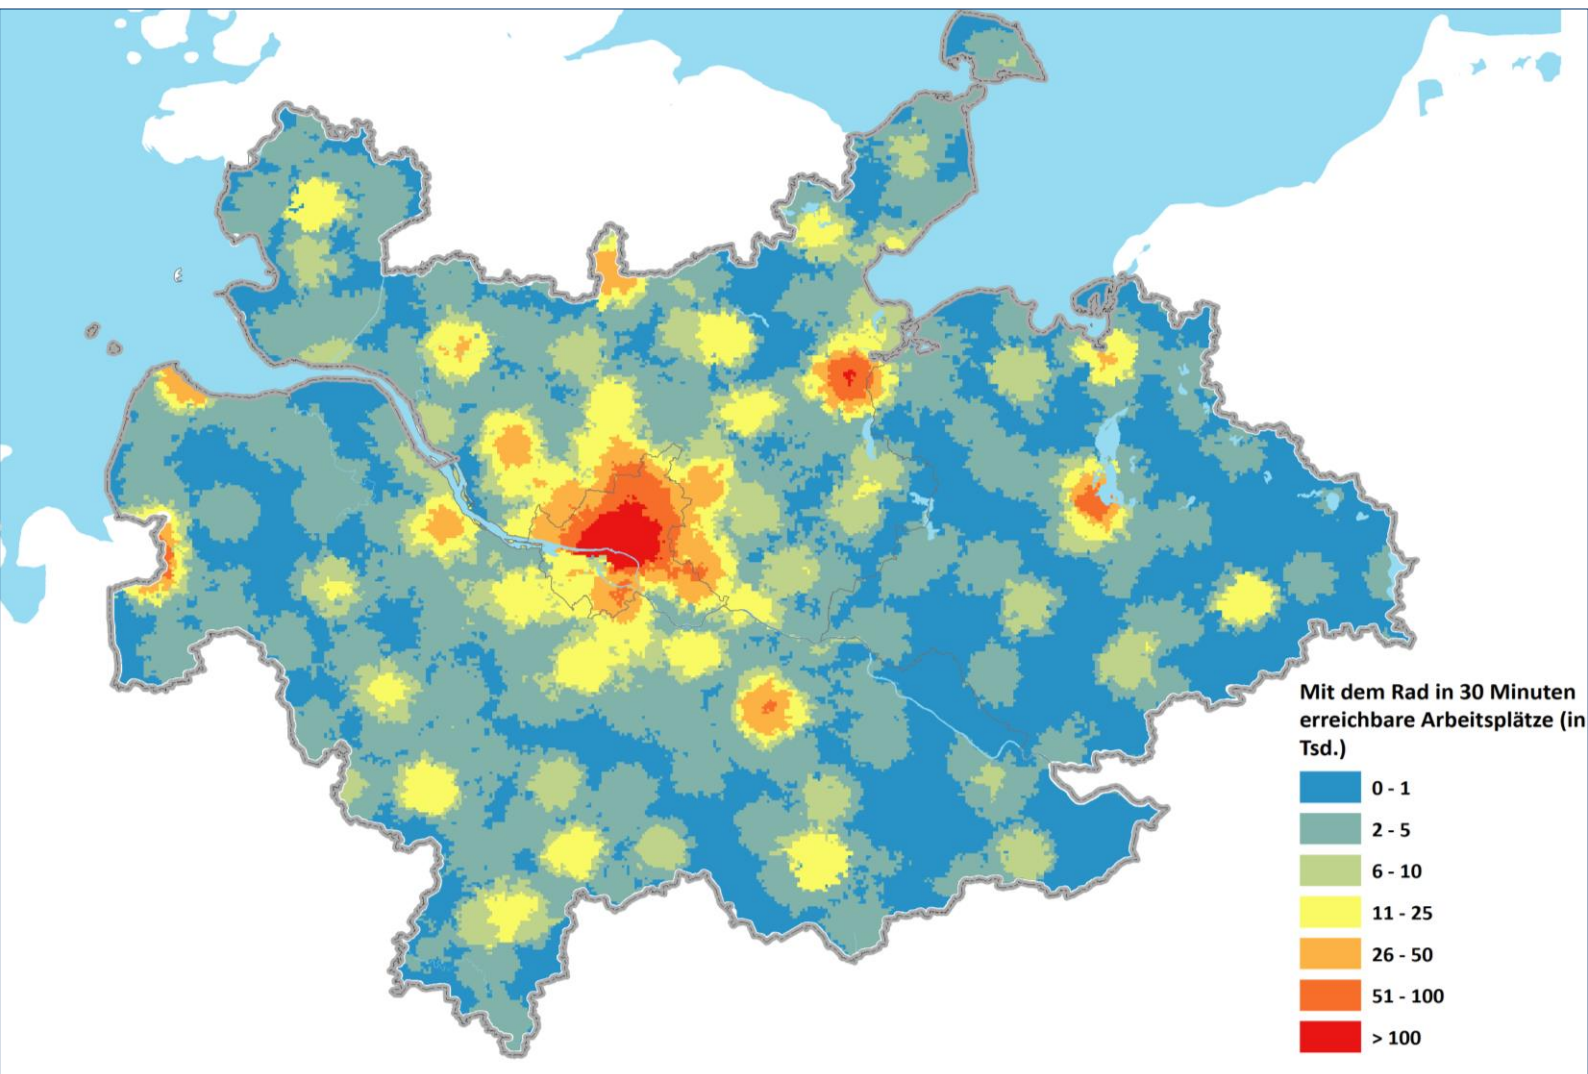 Mit dem Rad in 30 Minuten
erreichbare Arbeitsplätze (in
Tsd.)
0 - 1
2 - 5
6 - 10
11 - 25
26 - 50
51 - 100
> 100